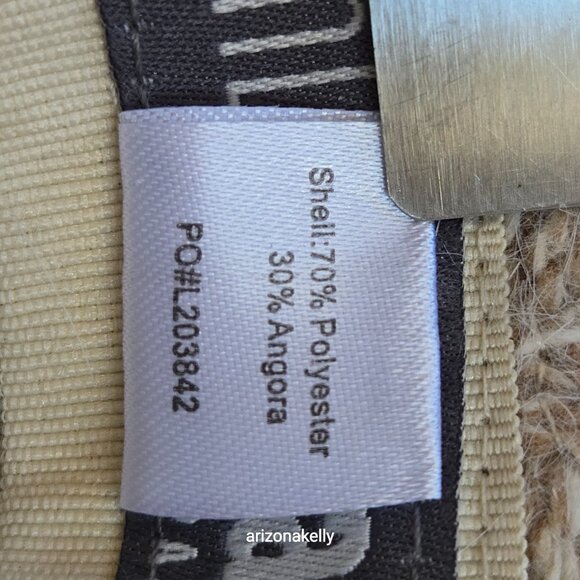 Shell:70% Polyester
30% Angora
PO#L203842
arizonakelly